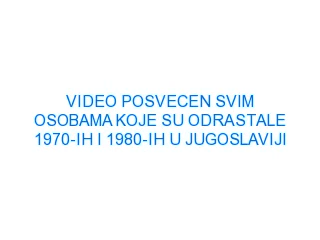 VIDEO POSVECEN SVIM
OSOBAMA KOJE SU ODRASTALE
1970-IH I 1980-IH U JUGOSLAVIJI